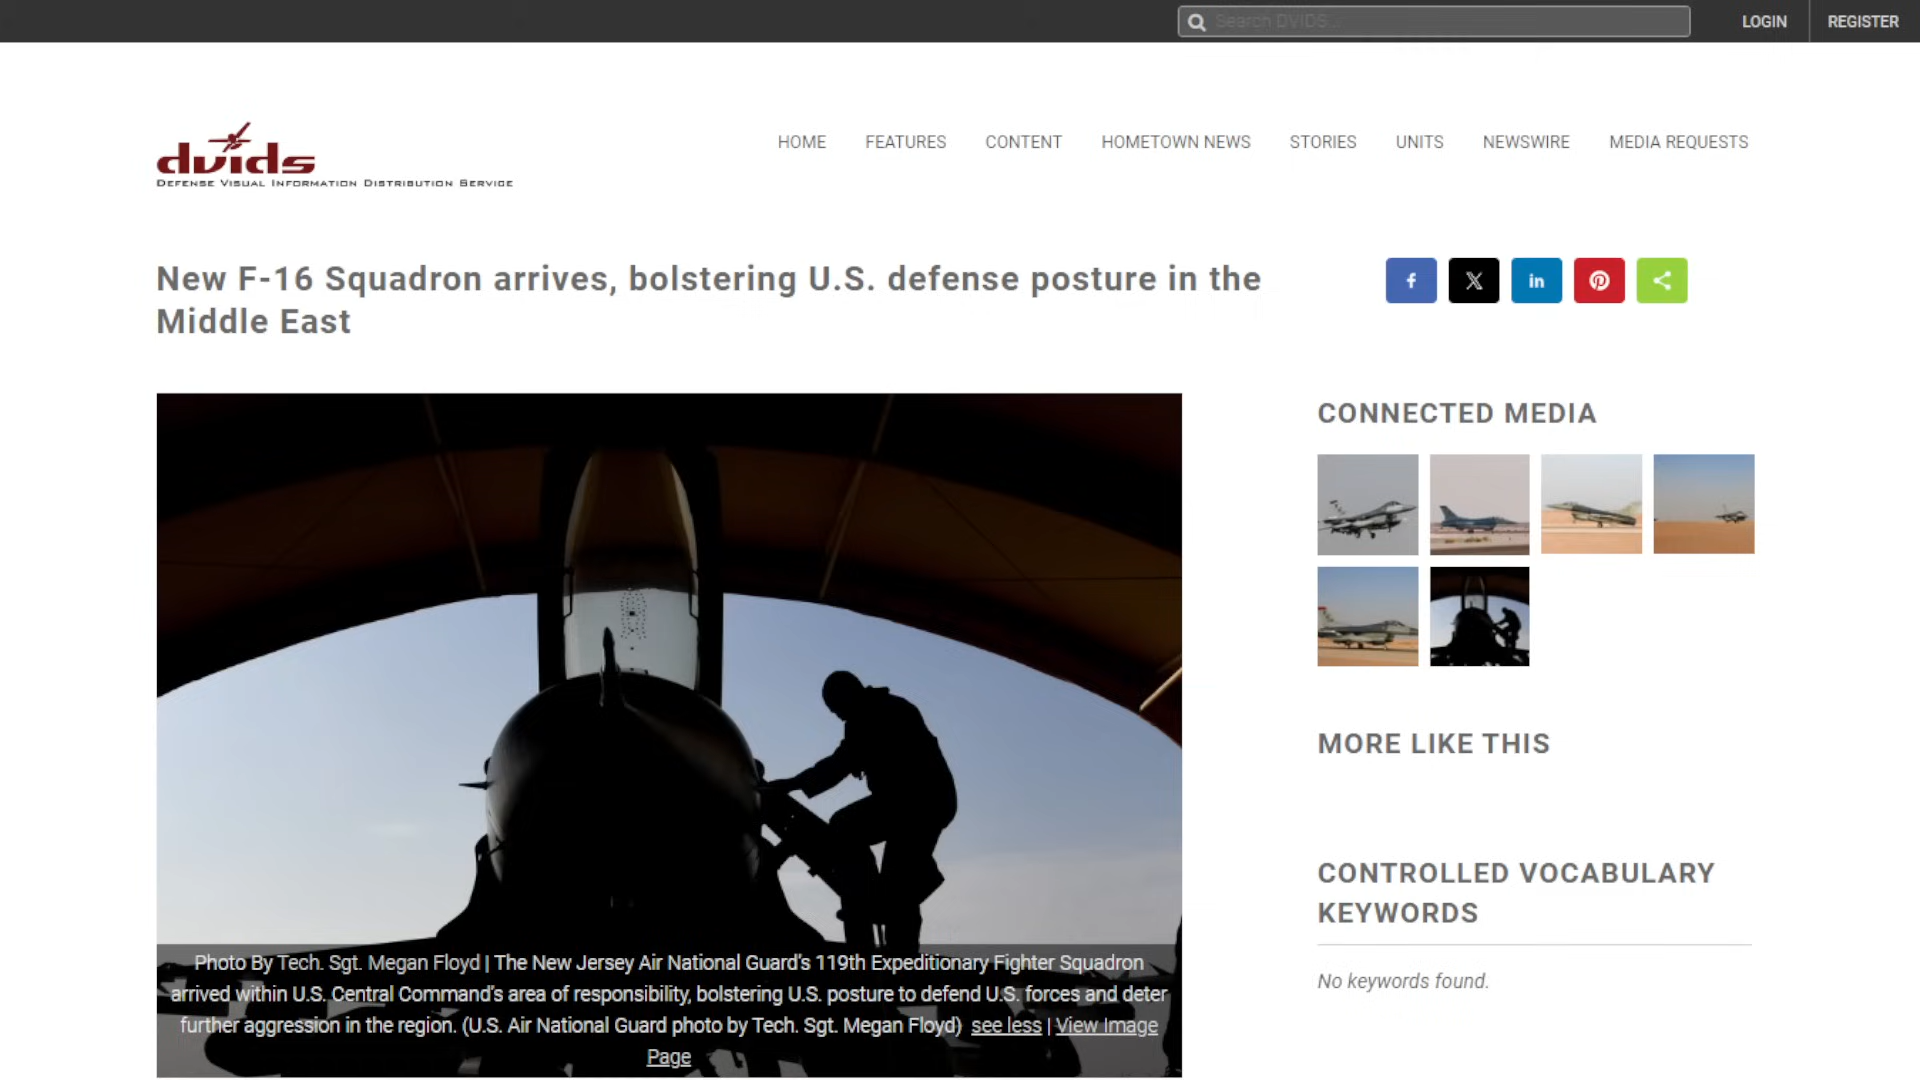 Search DVIDS...
LOGIN
REGISTER
dvids
DEFENSE VISUAL INFORMATION DISTRIBUTION SERVICE
HOME
FEATURES
CONTENT
HOMETOWN NEWS
STORIES
UNITS
NEWSWIRE
MEDIA REQUESTS
New F-16 Squadron arrives, bolstering U.S. defense posture in the
Middle East
CONNECTED MEDIA
MORE LIKE THIS
CONTROLLED VOCABULARY
KEYWORDS
No keywords found.
Photo By Tech. Sgt. Megan Floyd | The New Jersey Air National Guard's 119th Expeditionary Fighter Squadron
arrived within U.S. Central Command's area of responsibility, bolstering U.S. posture to defend U.S. forces and deter
further aggression in the region. (U.S. Air National Guard photo by Tech. Sgt. Megan Floyd) see less | View Image
Page